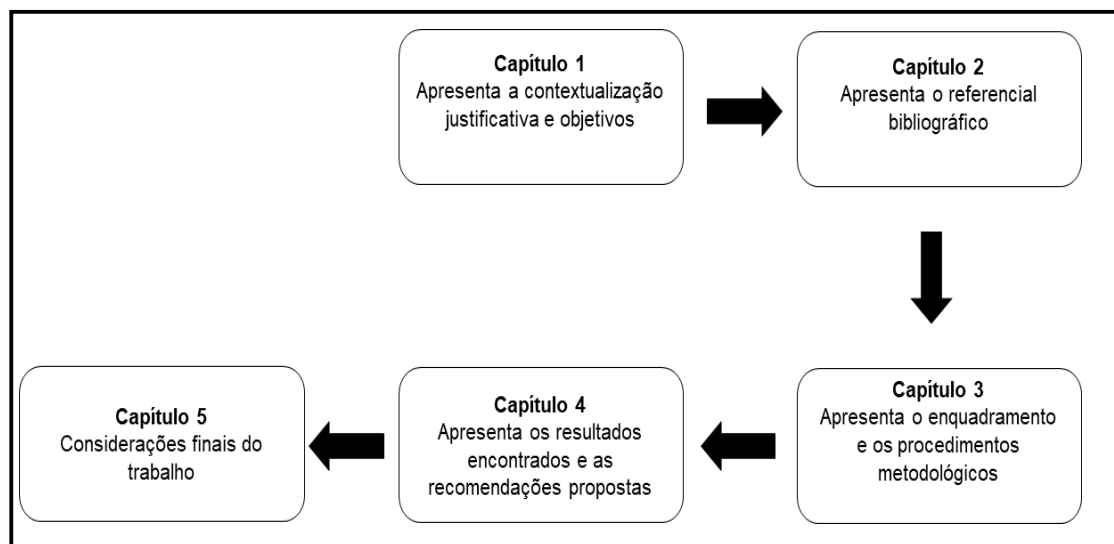 Capítulo 1
Apresenta a contextualização
justificativa e objetivos
Capítulo 2
Apresenta o referencial
bibliográfico
Capítulo 3
Apresenta o enquadramento
e os procedimentos
metodológicos
Capítulo 4
Apresenta os resultados
encontrados e as
recomendações propostas
Capítulo 5
Considerações finais do
trabalho